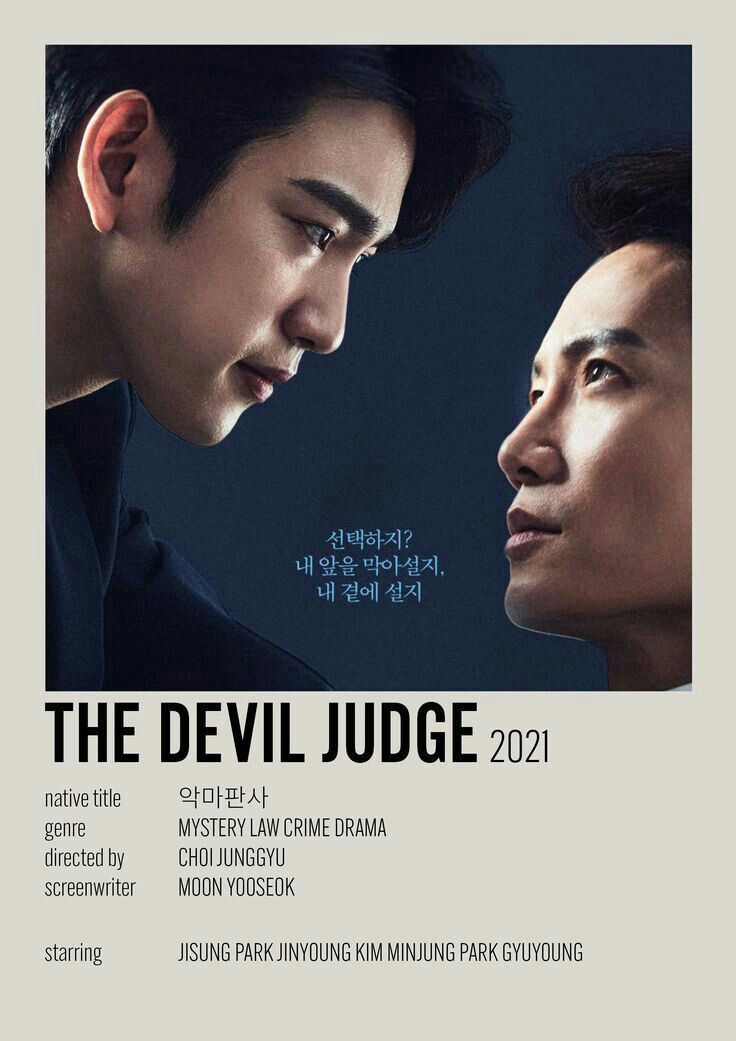 선택하지?
내 앞을 막아설지,
내 곁에 설지
THE DEVIL JUDGE 2021
native title 악마판사
genre MYSTERY LAW CRIME DRAMA
directed by CHOI JUNGGYU
screenwriter MOON YOOSEOK
starring JISUNG PARK JINYOUNG KIM MINJUNG PARK GYUYOUNG